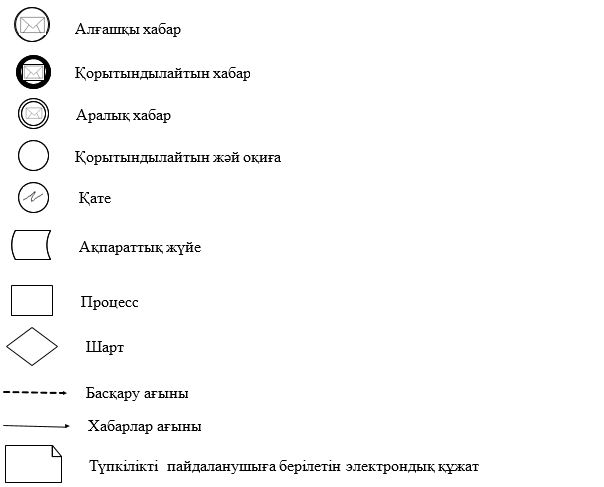 Алғашқы хабар
Қорытындылайтын хабар
Аралық хабар
Қорытындылайтын жәй оқиға
Қате
Ақпараттық жүйе
Процесс
Шарт
Басқару ағыны
Хабарлар ағыны
Түпкілікті пайдаланушыға берілетін электрондық құжат